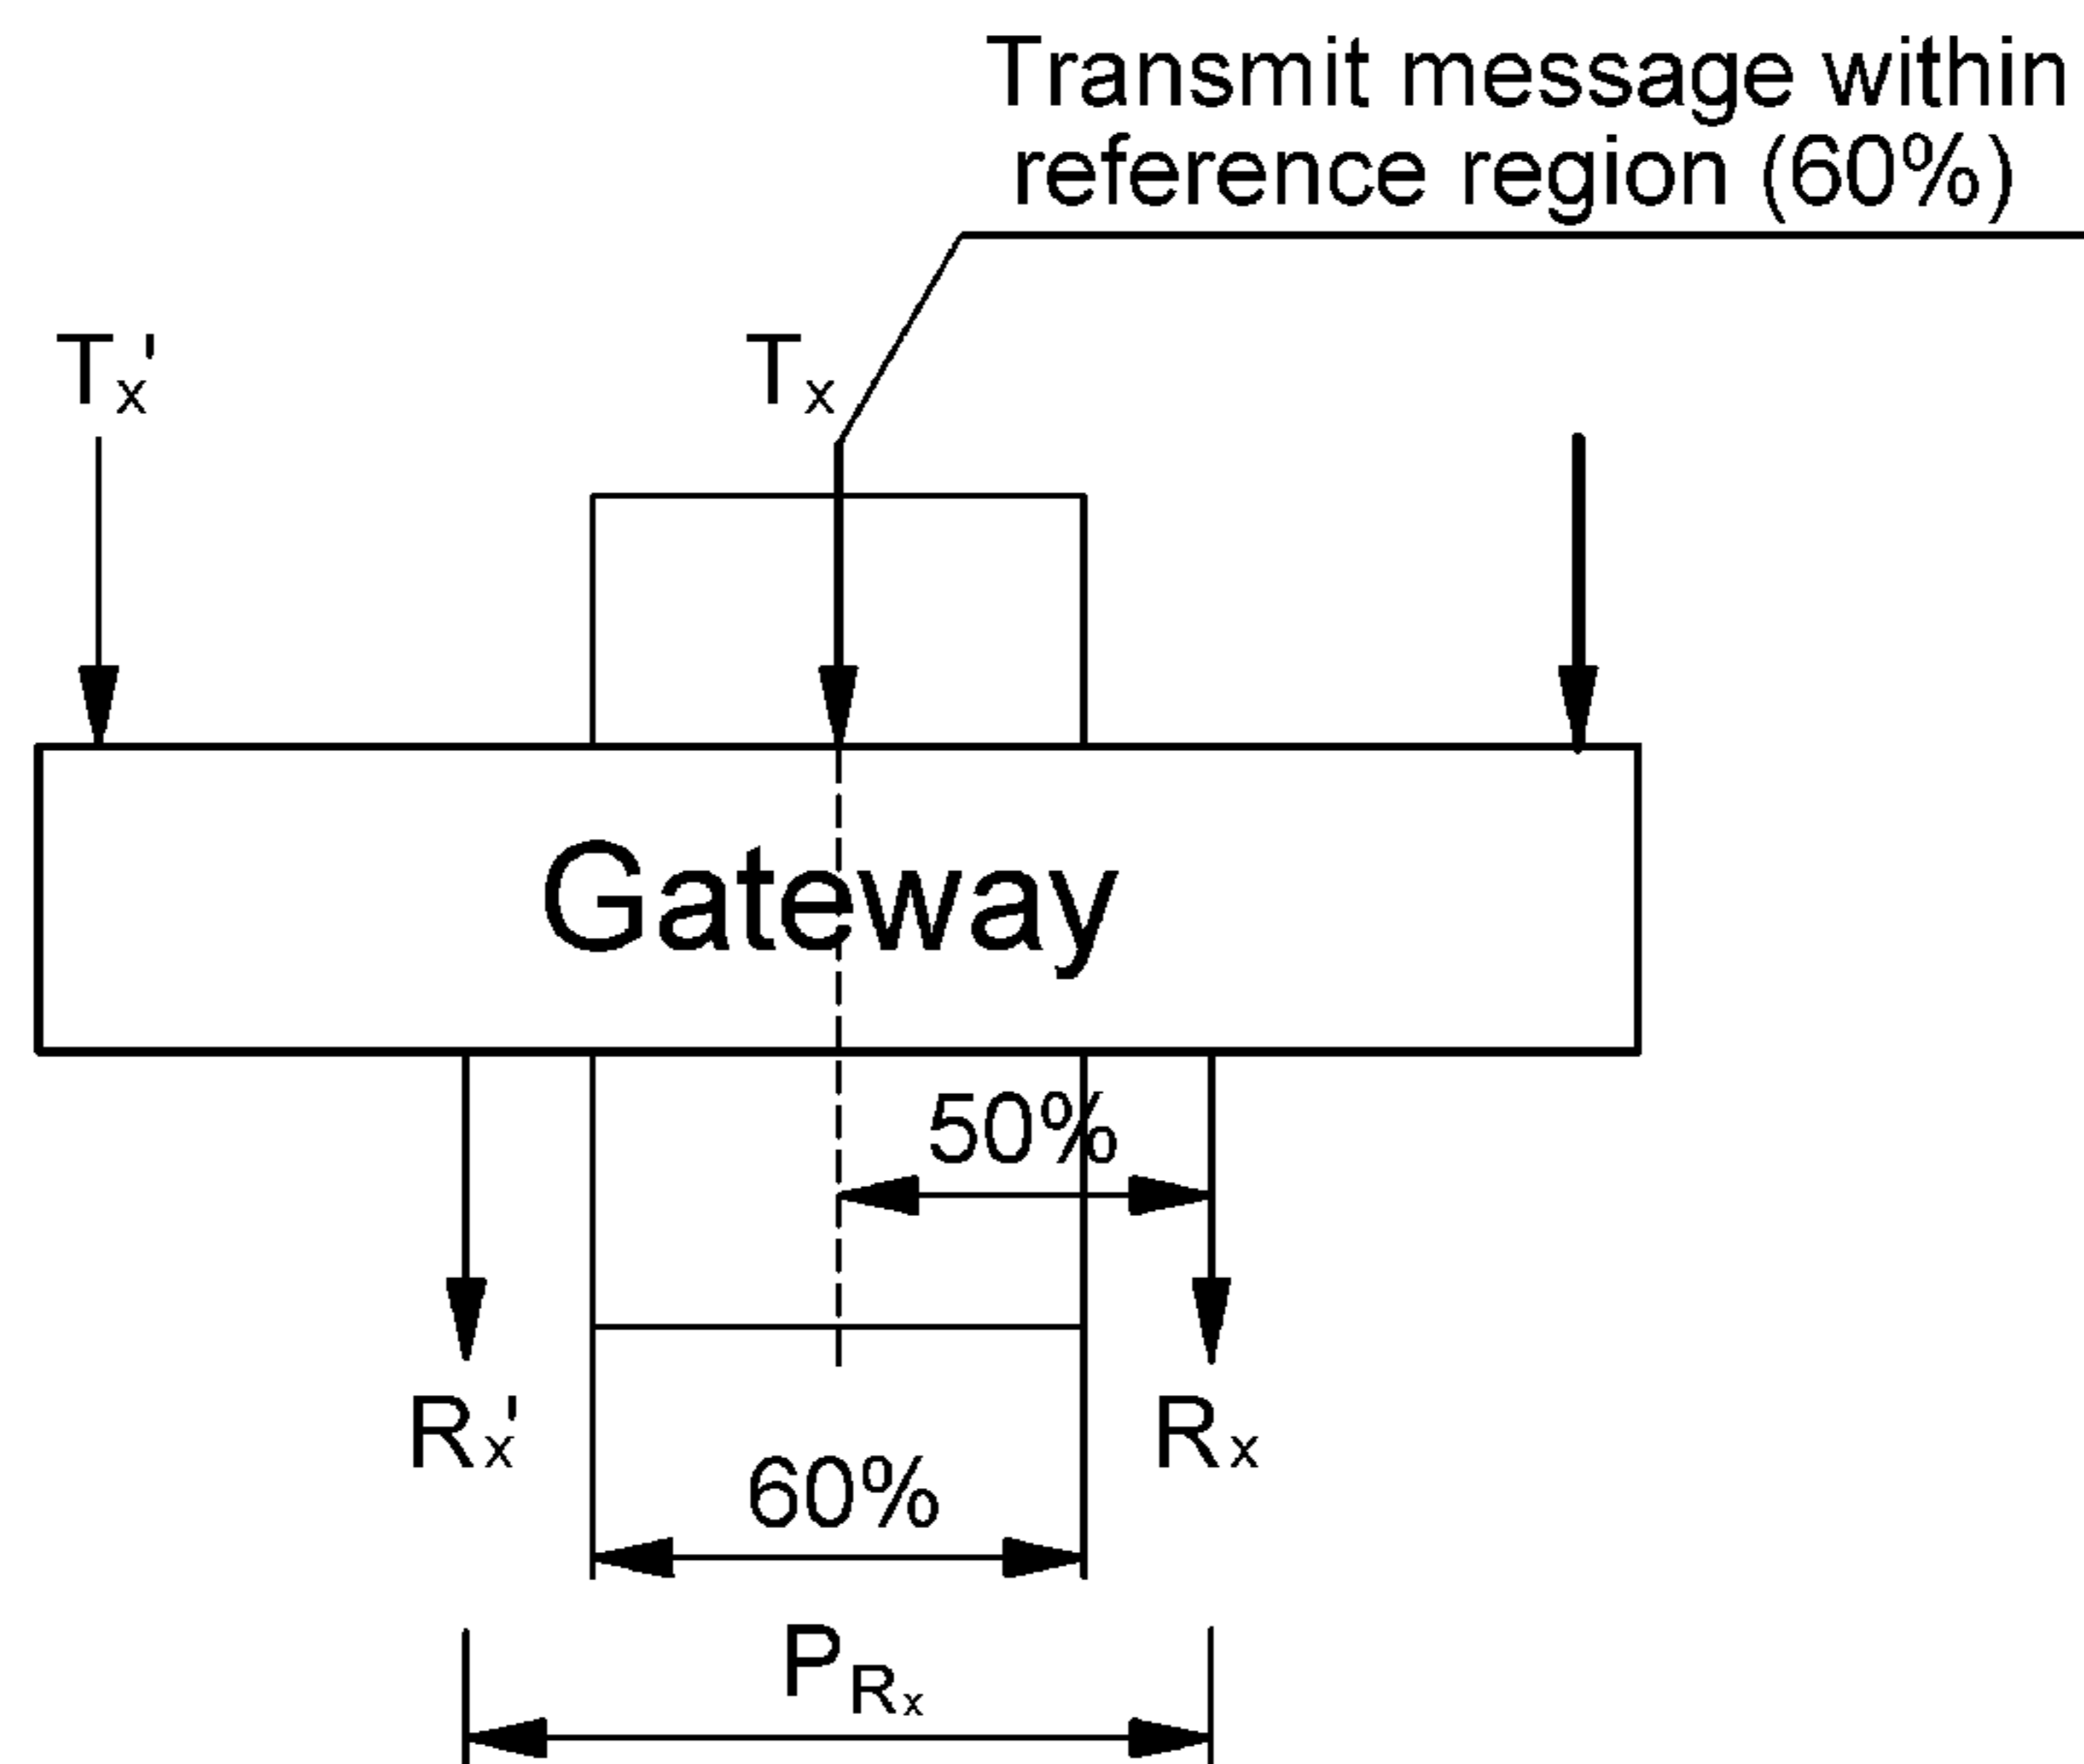 Transmit message within
reference region (60%)
Tx'
Tx
Gateway
50%
Rx'
Rx
60%
PRx